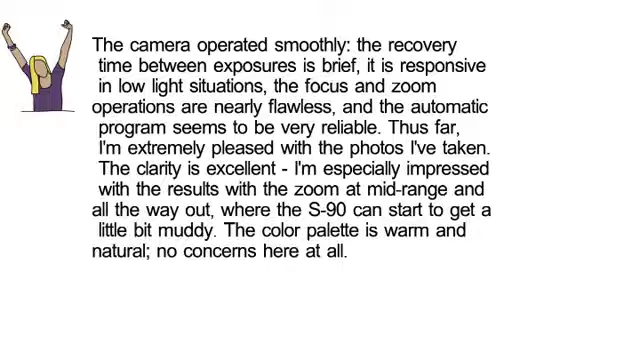 The camera operated smoothly: the recovery
time between exposures is brief, it is responsive
in low light situations, the focus and zoom
operations are nearly flawless, and the automatic
program seems to be very reliable. Thus far,
I'm extremely pleased with the photos I've taken.
The clarity is excellent - I'm especially impressed
with the results with the zoom at mid-range and
all the way out, where the S-90 can start to get a
little bit muddy. The color palette is warm and
natural; no concerns here at all.